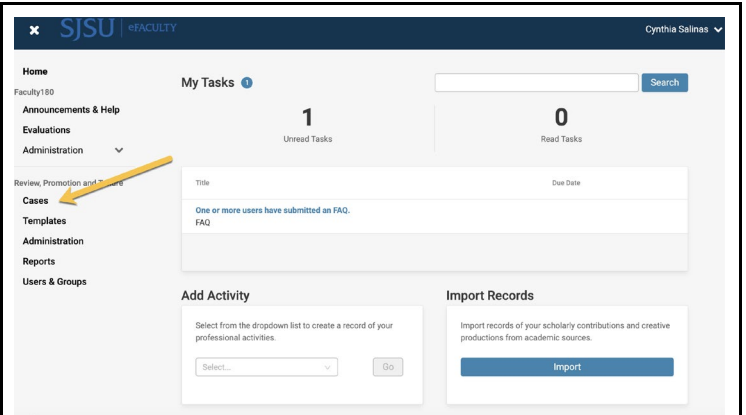 SJSU | eFACULTY
Cynthia Salinas
Home
Faculty180
Announcements & Help
Evaluations
Administration
Review, Promotion and Tenure
Cases
Templates
Administration
Reports
Users & Groups
My Tasks 1
Search
1
Unread Tasks
0
Read Tasks
Title
Due Date
One or more users have submitted an FAQ.
FAQ
Add Activity
Select from the dropdown list to create a record of your
professional activities.
Select...
Go
Import Records
Import records of your scholarly contributions and creative
productions from academic sources.
Import